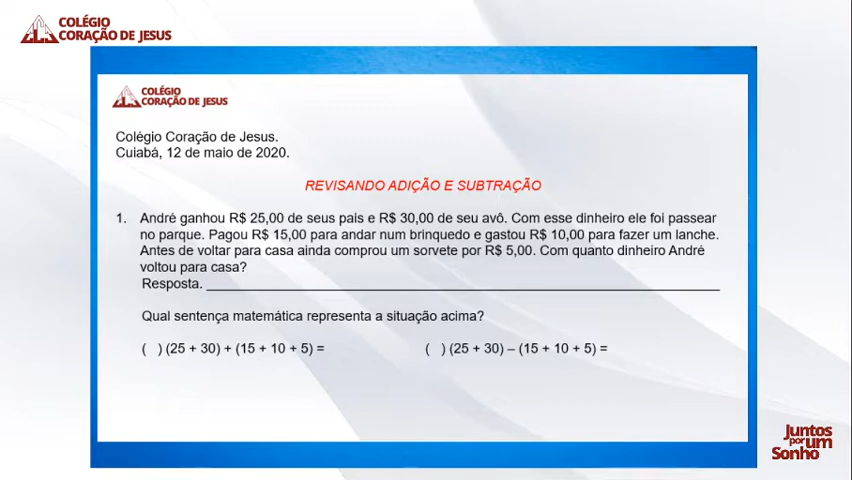 COLÉGIO
CORAÇÃO DE JESUS
COLÉGIO
CORAÇÃO DE JESUS
Colégio Coração de Jesus.
Cuiabá, 12 de maio de 2020.
REVISANDO ADIÇÃO E SUBTRAÇÃO
1. André ganhou R$ 25,00 de seus pais e R$ 30,00 de seu avô. Com esse dinheiro ele foi passear
no parque. Pagou R$ 15,00 para andar num brinquedo e gastou R$ 10,00 para fazer um lanche.
Antes de voltar para casa ainda comprou um sorvete por R$ 5,00. Com quanto dinheiro André
voltou para casa?
Resposta. ____________________
Qual sentença matemática representa a situação acima?
( ) (25 + 30) + (15 + 10 + 5) =
( ) (25 + 30) – (15 + 10 + 5) =
Juntos
por um
Sonho